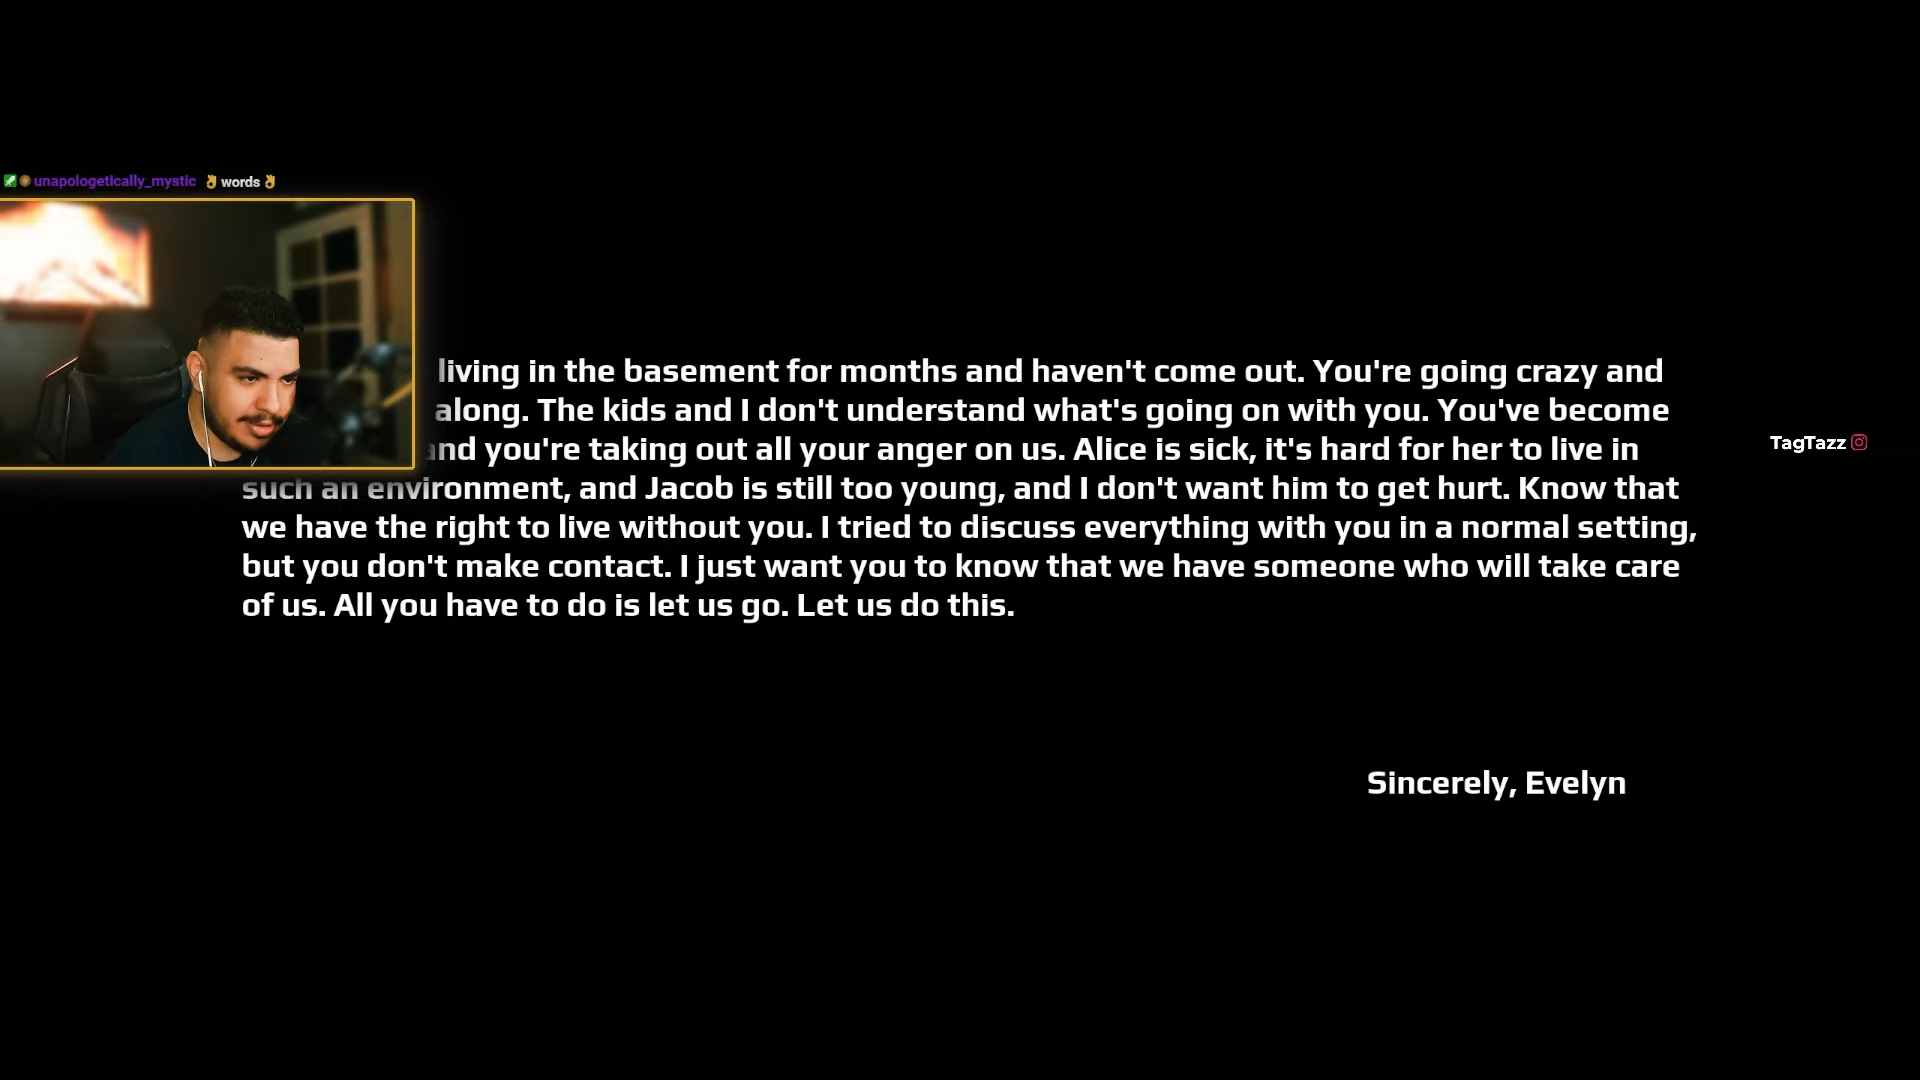 unapologetically_mystic 👌 words 👌
living in the basement for months and haven't come out. You're going crazy and
along. The kids and I don't understand what's going on with you. You've become
and you're taking out all your anger on us. Alice is sick, it's hard for her to live in
such an environment, and Jacob is still too young, and I don't want him to get hurt. Know that
we have the right to live without you. I tried to discuss everything with you in a normal setting,
but you don't make contact. I just want you to know that we have someone who will take care
of us. All you have to do is let us go. Let us do this.
TagTazz
Sincerely, Evelyn